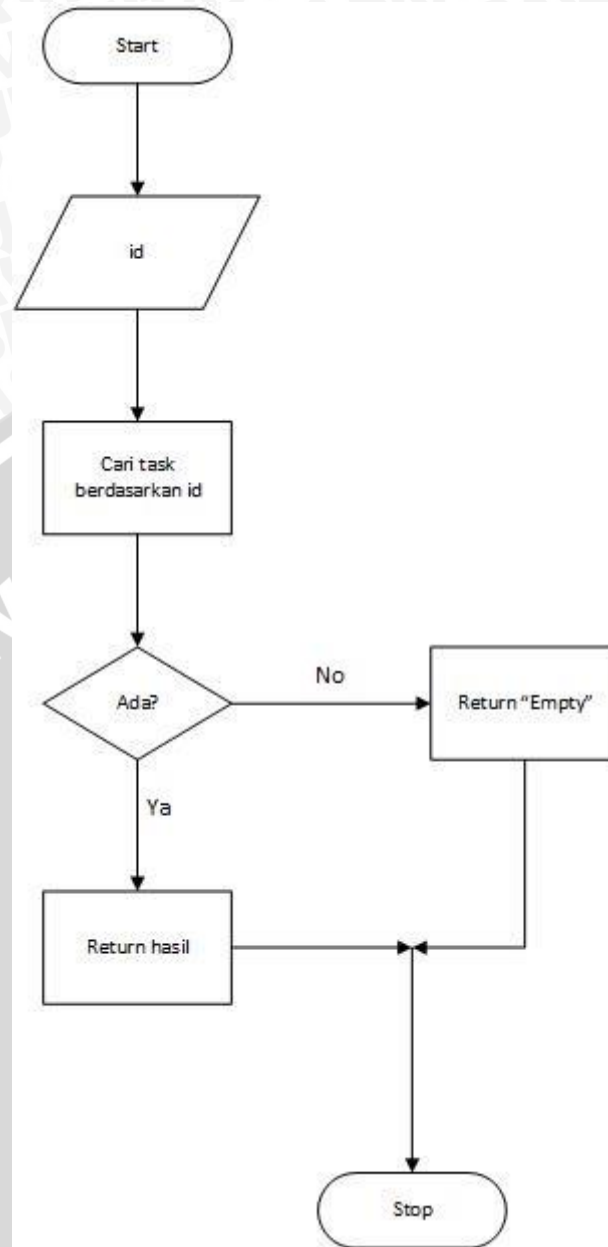 Start
id
Cari task
berdasarkan id
Ada?
No
Return "Empty"
Ya
Return hasil
Stop